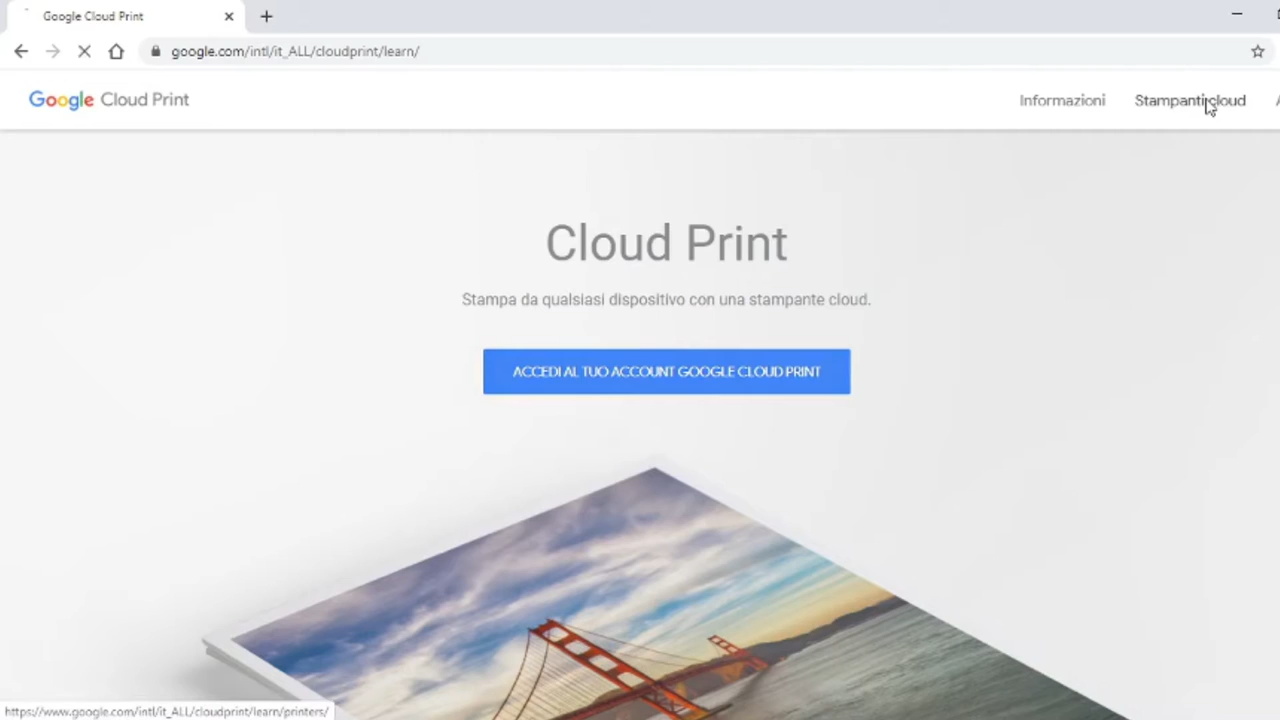 Google Cloud Print
google.com/intl/it_ALL/cloudprint/learn/
Google Cloud Print
Informazioni
Stampanti cloud
Cloud Print
Stampa da qualsiasi dispositivo con una stampante cloud.
ACCEDI AL TUO ACCOUNT GOOGLE CLOUD PRINT
https://www.google.com/intl/it_ALL/cloudprint/learn/printers/